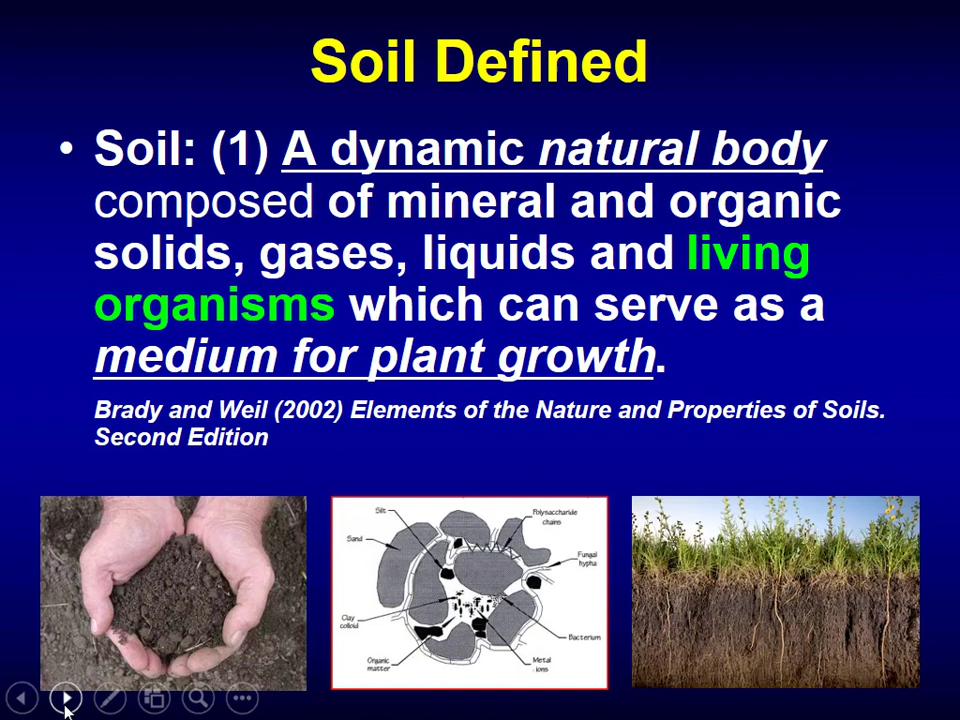 Soil Defined
• Soil: (1) A dynamic natural body
composed of mineral and organic
solids, gases, liquids and living
organisms which can serve as a
medium for plant growth.
Brady and Weil (2002) Elements of the Nature and Properties of Soils.
Second Edition
Silt
Polysaccharide
chains
Sand
Fungal
hypha
Clay
colloid
Bacterium
Organic
matter
Metal
ions